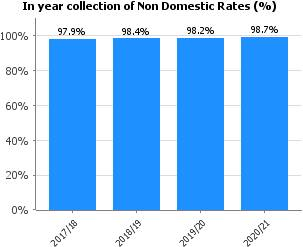 In year collection of Non Domestic Rates (%)
97.9% 98.4% 98.2% 98.7%
100%
80%
60%
40%
20%
0%
2017/18 2018/19 2019/20 2020/21